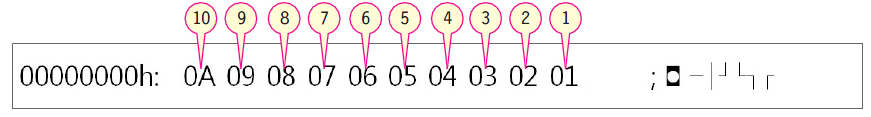 10 9 8 7 6 5 4 3 2 1
00000000h: 0A 09 08 07 06 05 04 03 02 01 ; ◘ ─│┘└┐┌